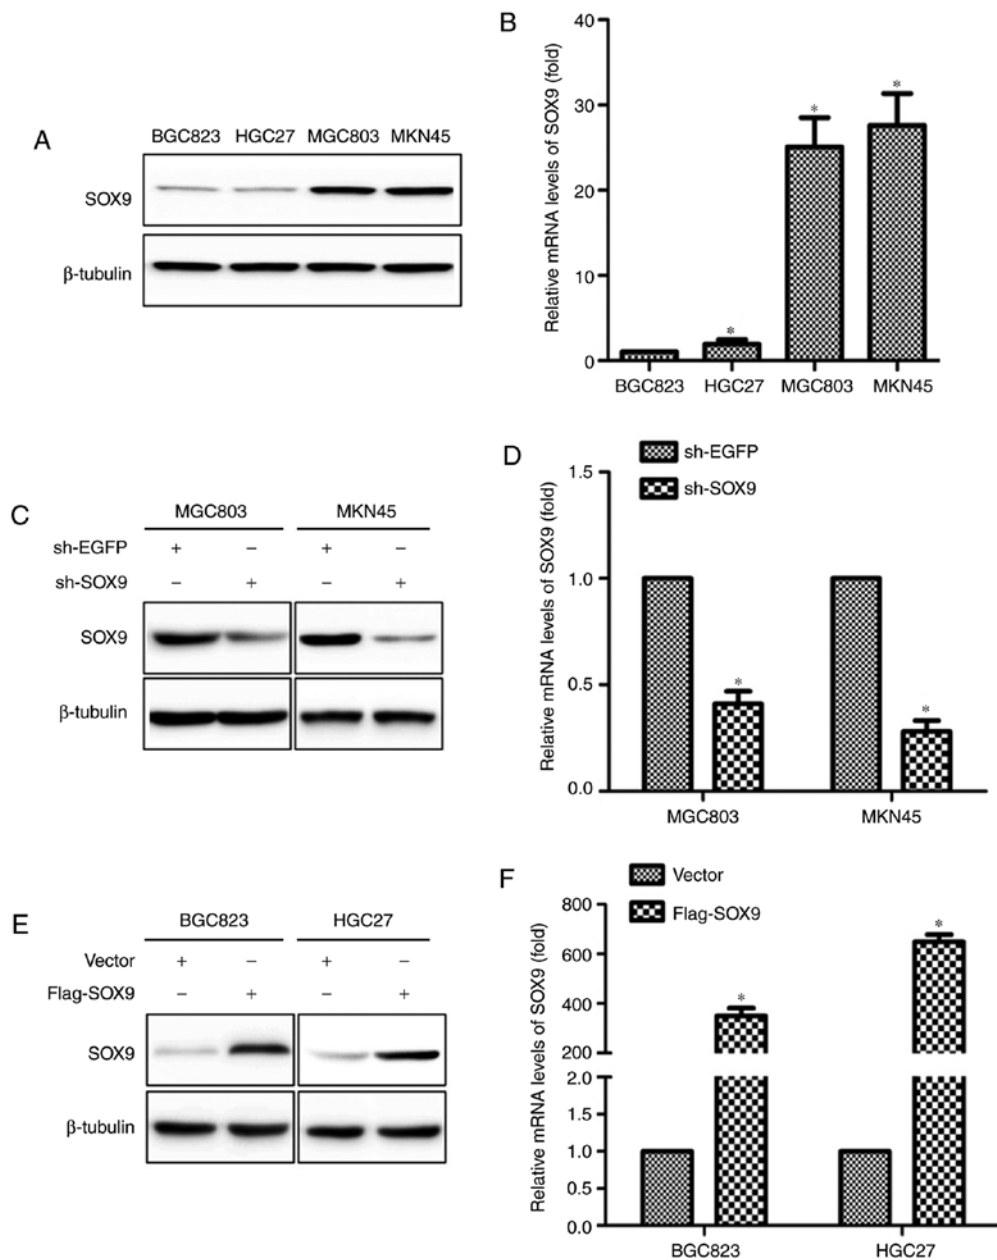 A
BGC823 HGC27 MGC803 MKN45
SOX9
β-tubulin
B
Relative mRNA levels of SOX9 (fold)
40
30
20
10
0
*
*
*
BGC823 HGC27 MGC803 MKN45
C
MGC803 MKN45
sh-EGFP + – + –
sh-SOX9 – + – +
SOX9
β-tubulin
D
sh-EGFP
sh-SOX9
Relative mRNA levels of SOX9 (fold)
1.5
1.0
0.5
0.0
*
*
MGC803 MKN45
E
BGC823 HGC27
Vector + – + –
Flag-SOX9 – + – +
SOX9
β-tubulin
F
Vector
Flag-SOX9
Relative mRNA levels of SOX9 (fold)
800
600
400
200
2.0
1.5
1.0
0.5
0.0
*
*
BGC823 HGC27